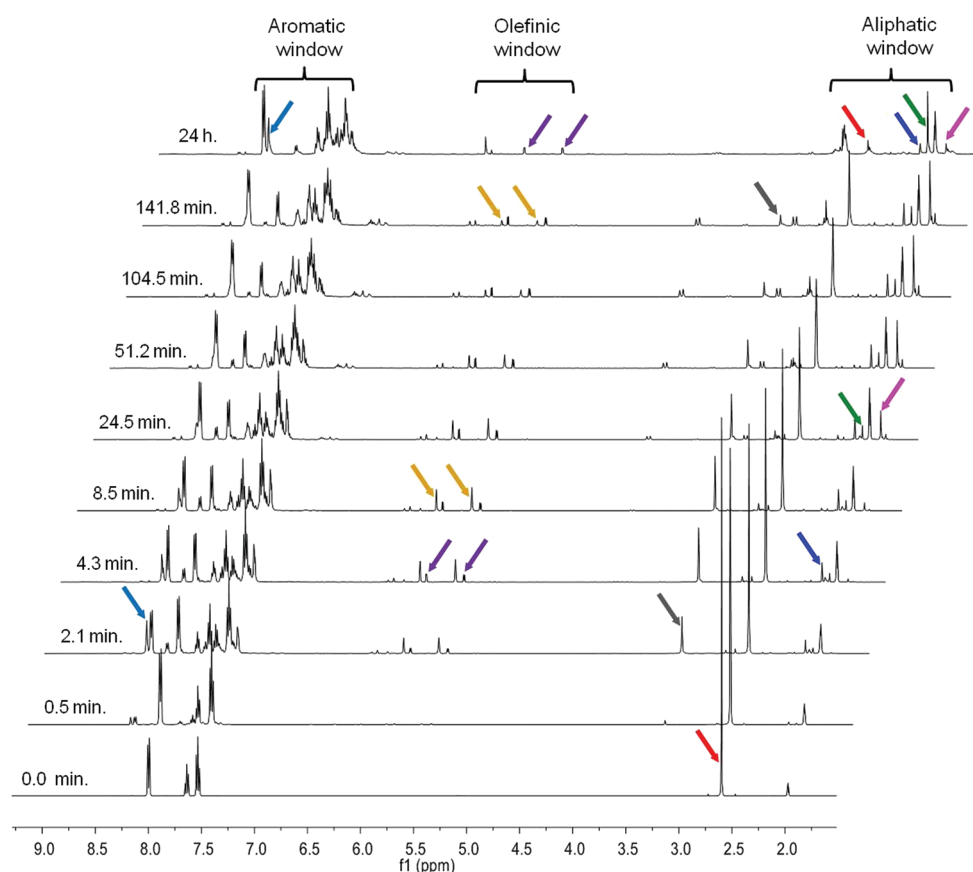 Aromatic
window
Olefinic
window
Aliphatic
window
24 h.
141.8 min.
104.5 min.
51.2 min.
24.5 min.
8.5 min.
4.3 min.
2.1 min.
0.5 min.
0.0 min.
9.0 8.5 8.0 7.5 7.0 6.5 6.0 5.5 5.0 4.5 4.0 3.5 3.0 2.5 2.0
f1 (ppm)